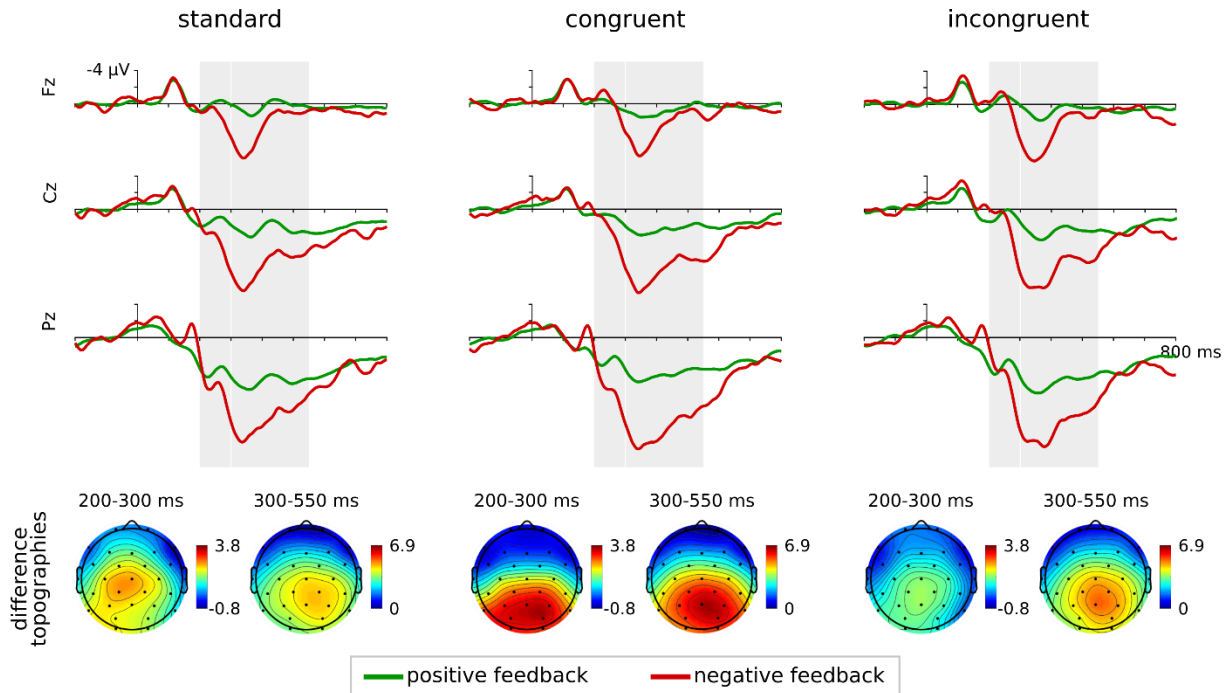 standard congruent incongruent
-4 µV
Fz
Cz
Pz
800 ms
200-300 ms 300-550 ms 200-300 ms 300-550 ms 200-300 ms 300-550 ms
difference
topographies
3.8 6.9 3.8 6.9 3.8 6.9
-0.8 0 -0.8 0 -0.8 0
positive feedback negative feedback